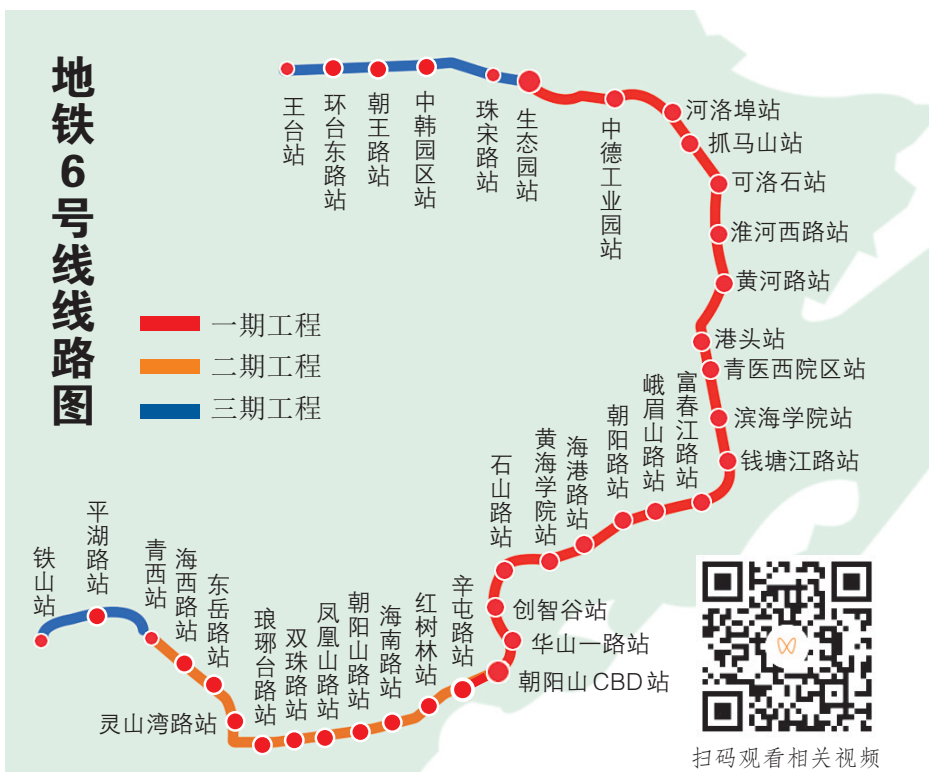 地铁6号线线路图
一期工程
二期工程
三期工程
王台站
环台东路站
朝王路站
中韩园区站
珠宋路站
生态园站
中德工业园站
河洛埠站
抓马山站
可洛石站
淮河西路站
黄河路站
港头站
青医西院区站
滨海学院站
钱塘江路站
富春江路站
峨眉山路站
朝阳路站
海港路站
黄海学院站
石山路站
创智谷站
华山一路站
朝阳山CBD站
辛屯路站
红树林站
海南路站
朝阳山路站
凤凰山路站
双珠路站
琅琊台路站
灵山湾路站
东岳路站
海西路站
青西站
平湖路站
铁山站
扫码观看相关视频